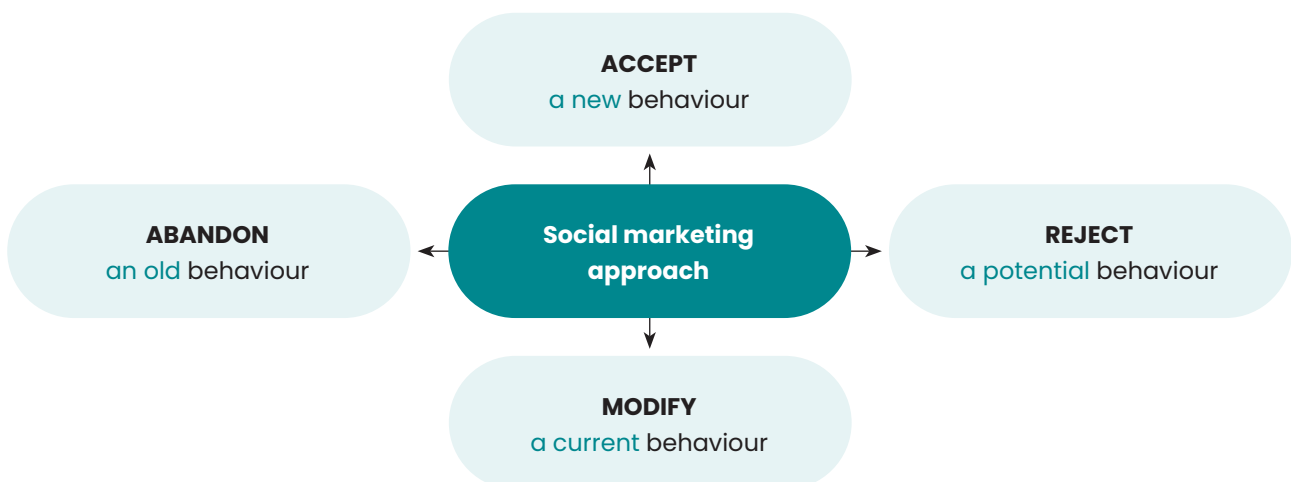 ACCEPT
a new behaviour
ABANDON
an old behaviour
Social marketing
approach
REJECT
a potential behaviour
MODIFY
a current behaviour